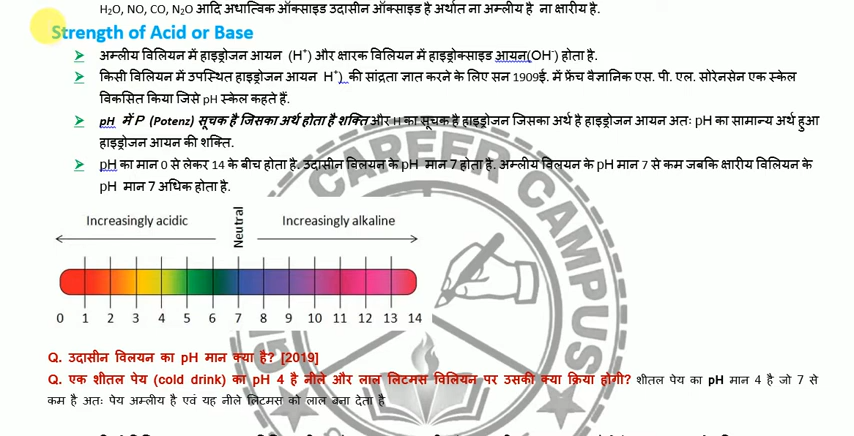 H₂O, NO, CO, N₂O आदि अधात्विक ऑक्साइड उदासीन ऑक्साइड है अर्थात ना अम्लीय है ना क्षारीय है.
Strength of Acid or Base
➤ अम्लीय विलियन में हाइड्रोजन आयन (H⁺) और क्षारक विलियन में हाइड्रोक्साइड आयन(OH⁻) होता है.
➤ किसी विलियन में उपस्थित हाइड्रोजन आयन H⁺) की सांद्रता ज्ञात करने के लिए सन 1909ई. में फ्रेंच वैज्ञानिक एस. पी. एल. सोरेनसेन एक स्केल
विकसित किया जिसे pH स्केल कहते हैं.
➤ pH में P (Potenz) सूचक है जिसका अर्थ होता है शक्ति और H का सूचक है हाइड्रोजन जिसका अर्थ है हाइड्रोजन आयन अतः pH का सामान्य अर्थ हुआ
हाइड्रोजन आयन की शक्ति.
➤ pH का मान 0 से लेकर 14 के बीच होता है. उदासीन विलयन के pH मान 7 होता है. अम्लीय विलयन के pH मान 7 से कम जबकि क्षारीय विलियन के
pH मान 7 अधिक होता है.
Increasingly acidic
Neutral
Increasingly alkaline
0 1 2 3 4 5 6 7 8 9 10 11 12 13 14
Q. उदासीन विलयन का pH मान क्या है? [2019]
Q. एक शीतल पेय (cold drink) का pH 4 है नीले और लाल लिटमस विलियन पर उसकी क्या क्रिया होगी? शीतल पेय का pH मान 4 है जो 7 से
कम है अतः पेय अम्लीय है एवं यह नीले लिटमस को लाल बना देता है
CAREER CAMPUS